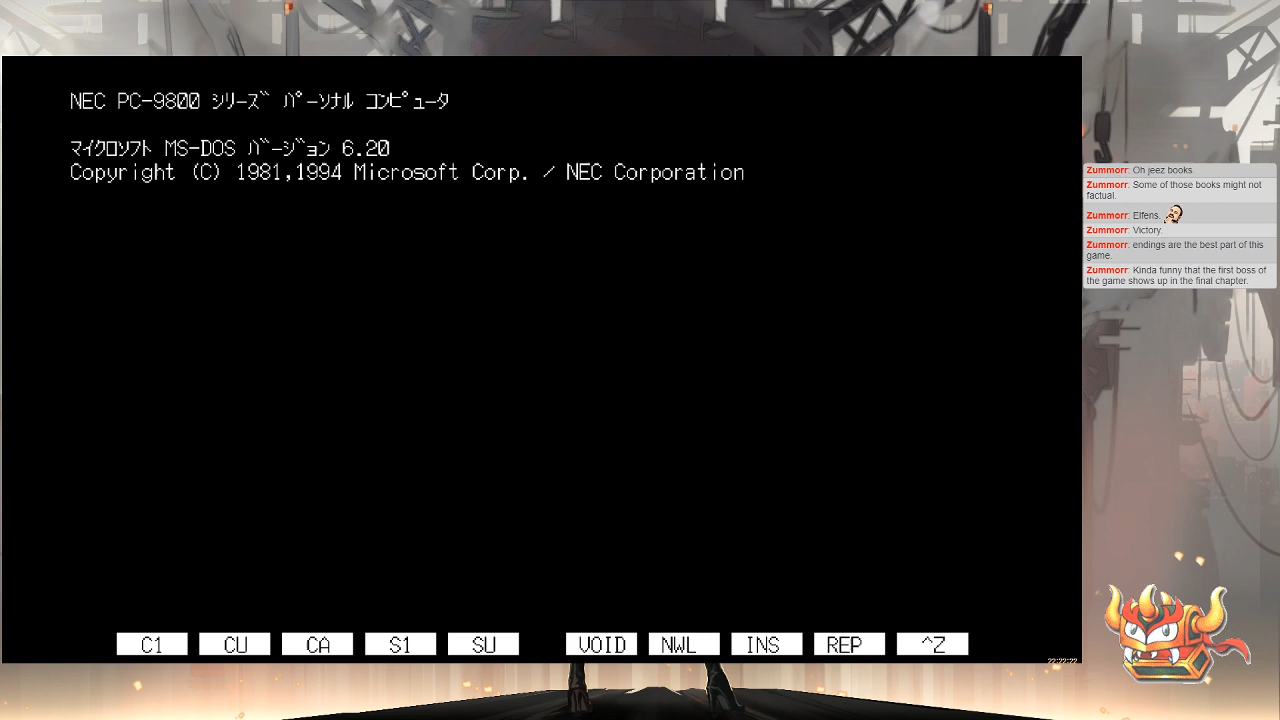 NEC PC-9800 ｼﾘｰｽﾞ ﾊﾟｰｿﾅﾙ ｺﾝﾋﾟｭｰﾀ
ﾏｲｸﾛｿﾌﾄ MS-DOS ﾊﾞｰｼﾞｮﾝ 6.20
Copyright (C) 1981,1994 Microsoft Corp. / NEC Corporation
Zummorr: Oh jeez books.
Zummorr: Some of those books might not
factual.
Zummorr: Elfens.
Zummorr: Victory.
Zummorr: endings are the best part of this
game.
Zummorr: Kinda funny that the first boss of
the game shows up in the final chapter.
C1 CU CA S1 SU VOID NWL INS REP ^Z